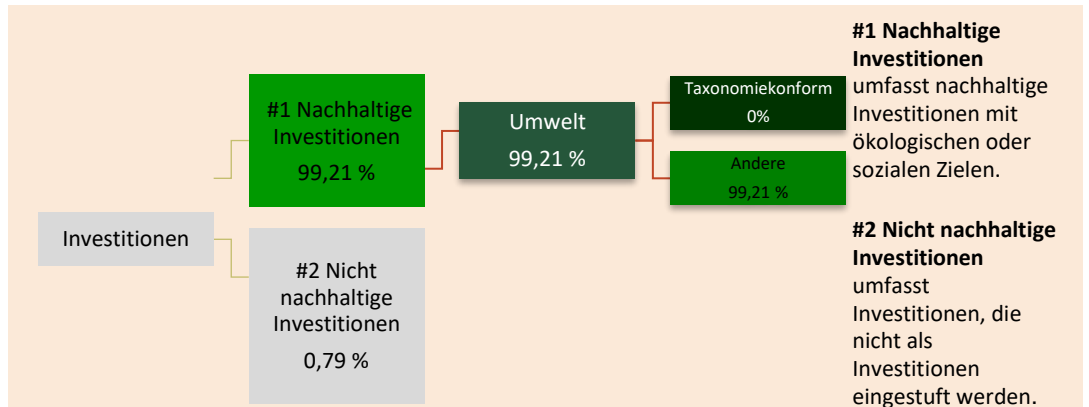 Investitionen
#1 Nachhaltige
Investitionen
99,21 %
#2 Nicht
nachhaltige
Investitionen
0,79 %
Umwelt
99,21 %
Taxonomiekonform
0%
Andere
99,21 %
#1 Nachhaltige
Investitionen
umfasst nachhaltige
Investitionen mit
ökologischen oder
sozialen Zielen.
#2 Nicht nachhaltige
Investitionen
umfasst
Investitionen, die
nicht als
Investitionen
eingestuft werden.